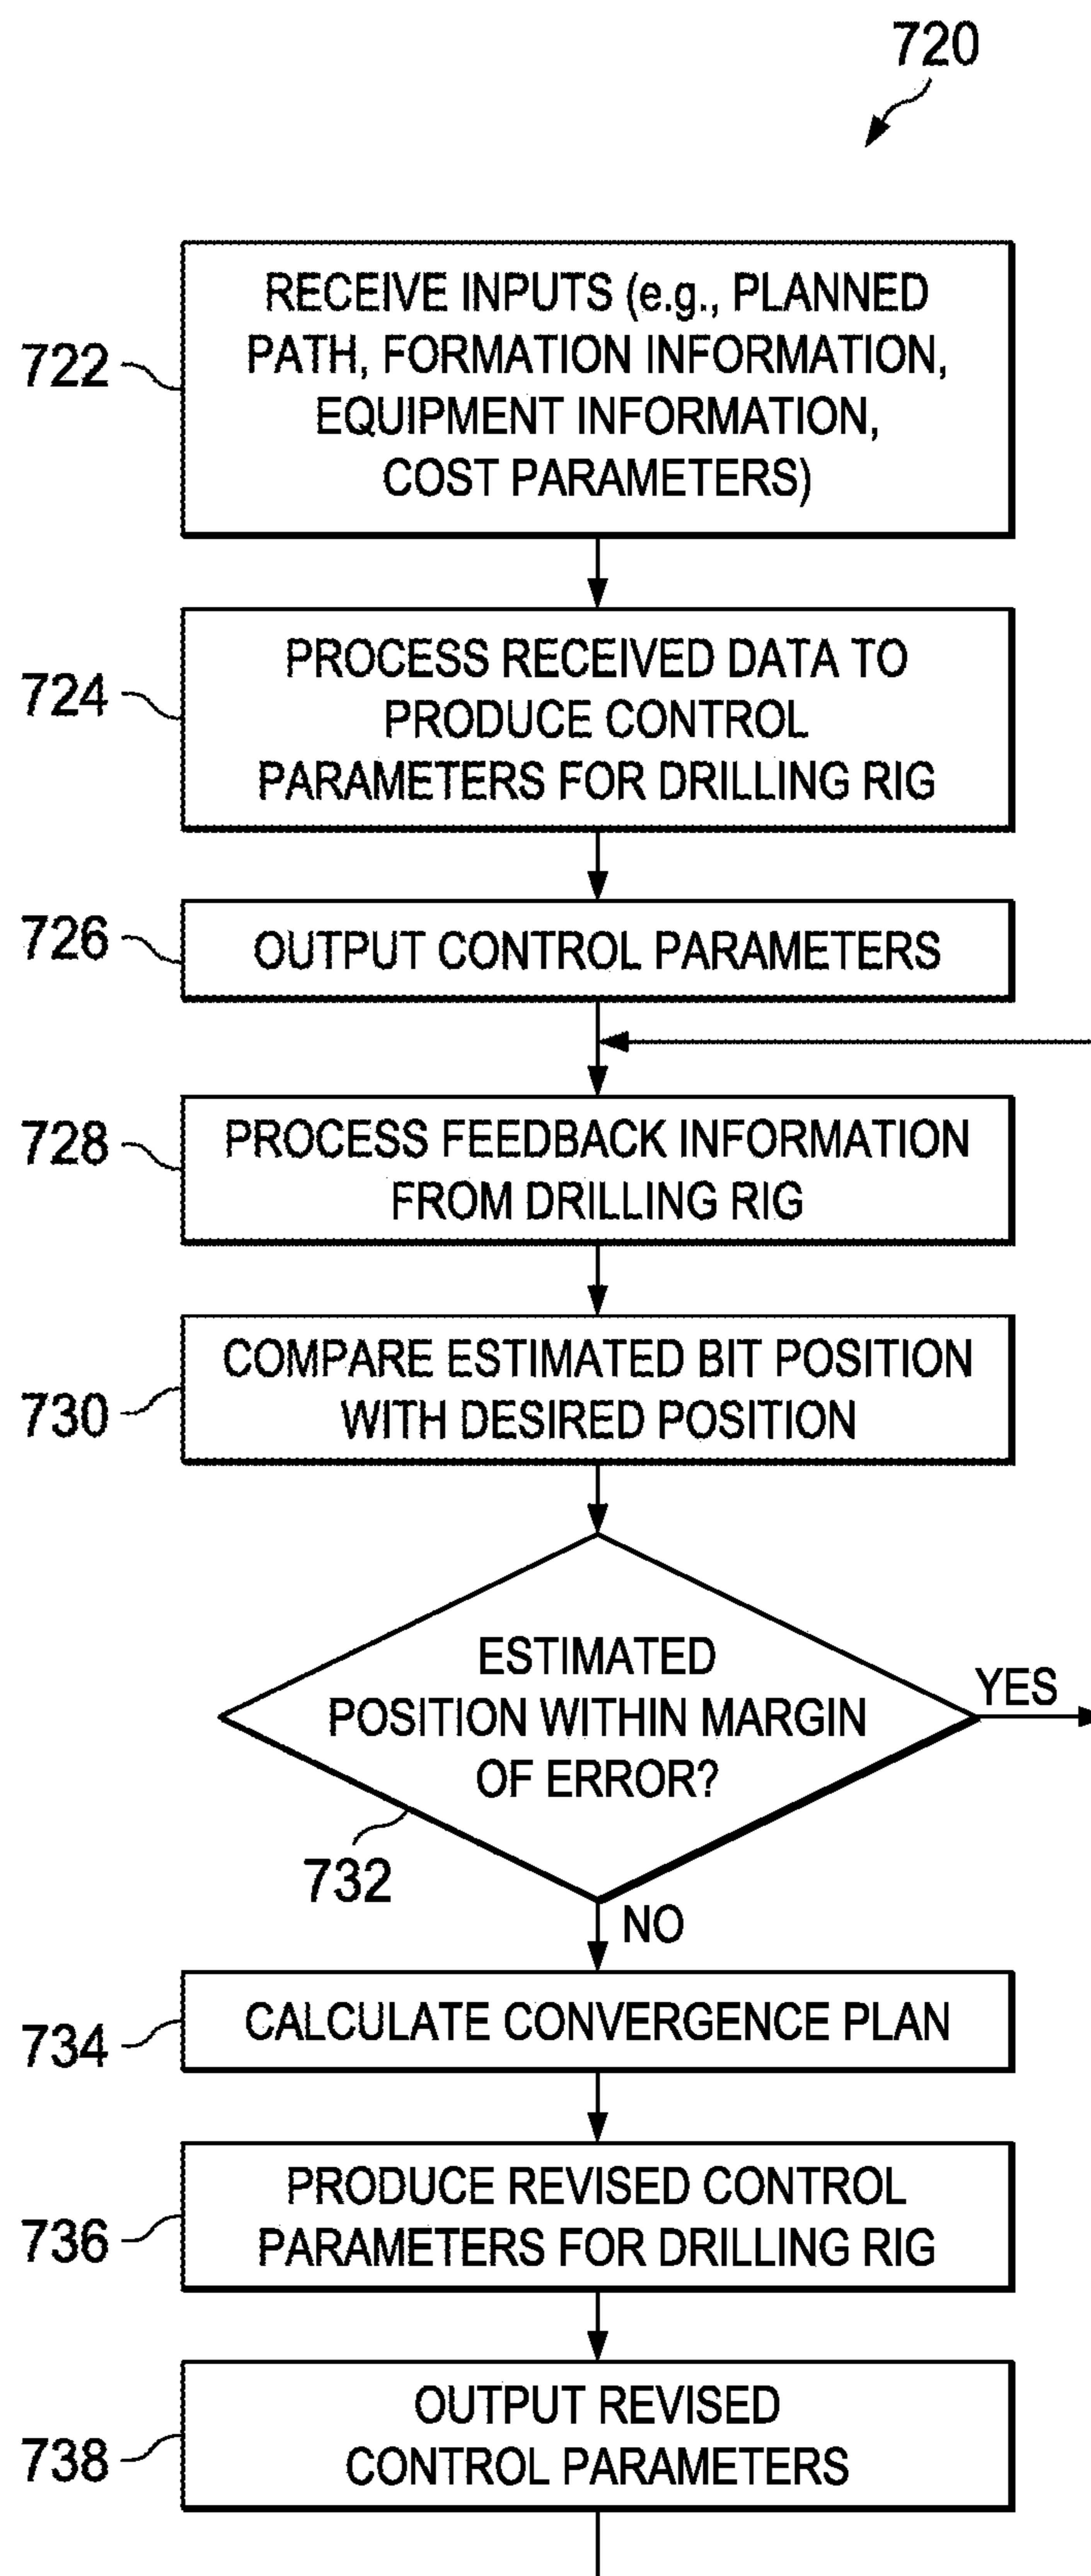 720
722
RECEIVE INPUTS (e.g., PLANNED
PATH, FORMATION INFORMATION,
EQUIPMENT INFORMATION,
COST PARAMETERS)
724
PROCESS RECEIVED DATA TO
PRODUCE CONTROL
PARAMETERS FOR DRILLING RIG
726
OUTPUT CONTROL PARAMETERS
728
PROCESS FEEDBACK INFORMATION
FROM DRILLING RIG
730
COMPARE ESTIMATED BIT POSITION
WITH DESIRED POSITION
ESTIMATED
POSITION WITHIN MARGIN
OF ERROR?
YES
732
NO
734
CALCULATE CONVERGENCE PLAN
736
PRODUCE REVISED CONTROL
PARAMETERS FOR DRILLING RIG
738
OUTPUT REVISED
CONTROL PARAMETERS